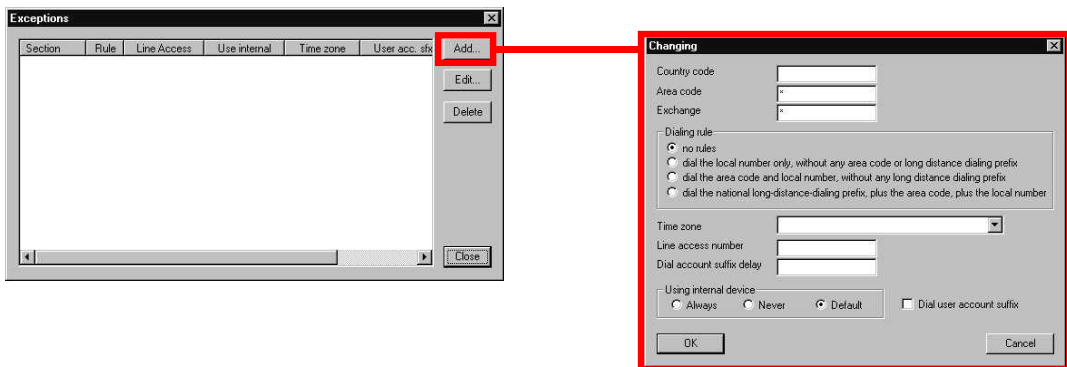 Exceptions
Section Rule Line Access Use internal Time zone User acc. sfx
Add...
Edit...
Delete
Close
Changing
Country code
Area code *
Exchange *
Dialing rule
no rules
dial the local number only, without any area code or long distance dialing prefix
dial the area code and local number, without any long distance dialing prefix
dial the national long-distance-dialing prefix, plus the area code, plus the local number
Time zone
Line access number
Dial account suffix delay
Using internal device
Always Never Default Dial user account suffix
OK Cancel